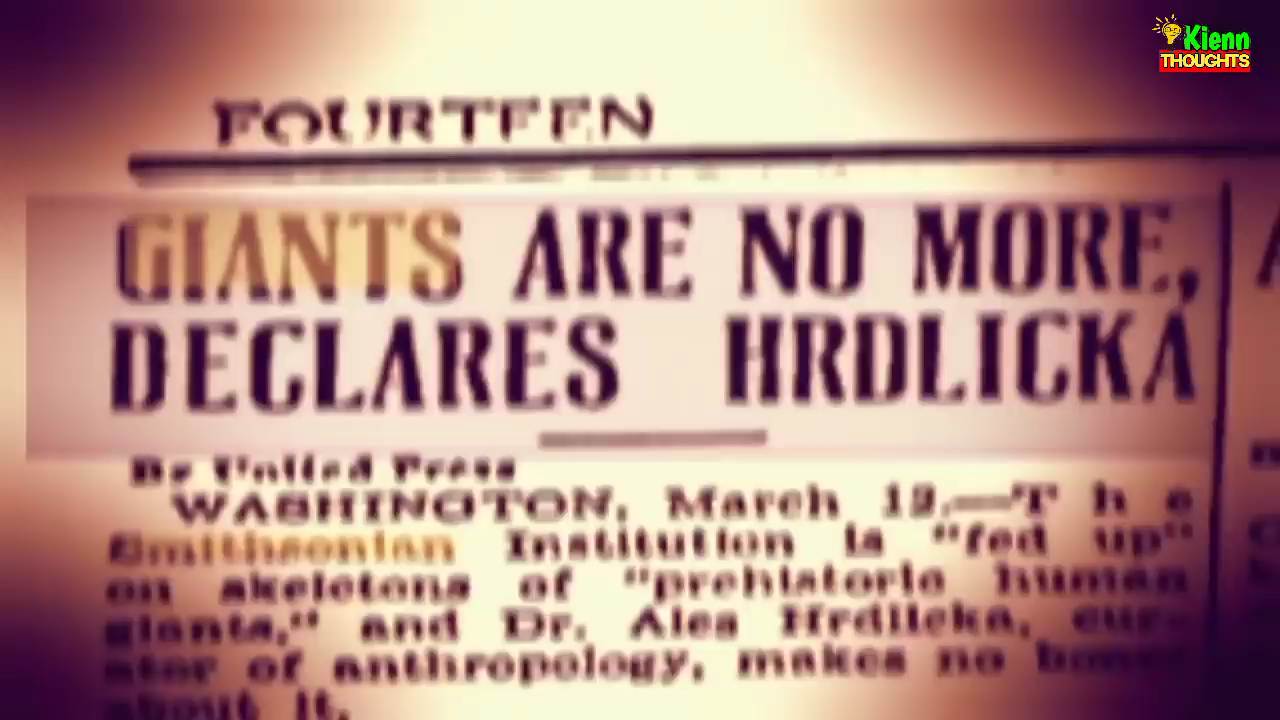 Kienn
THOUGHTS
FOURTEEN
GIANTS ARE NO MORE,
DECLARES HRDLICKA
By United Press
WASHINGTON, March 12.—The
Smithsonian Institution is "fed up"
on skeletons of "prehistoric human
giants," and Dr. Ales Hrdlicka, cur-
ator of anthropology, makes no bones
about it.